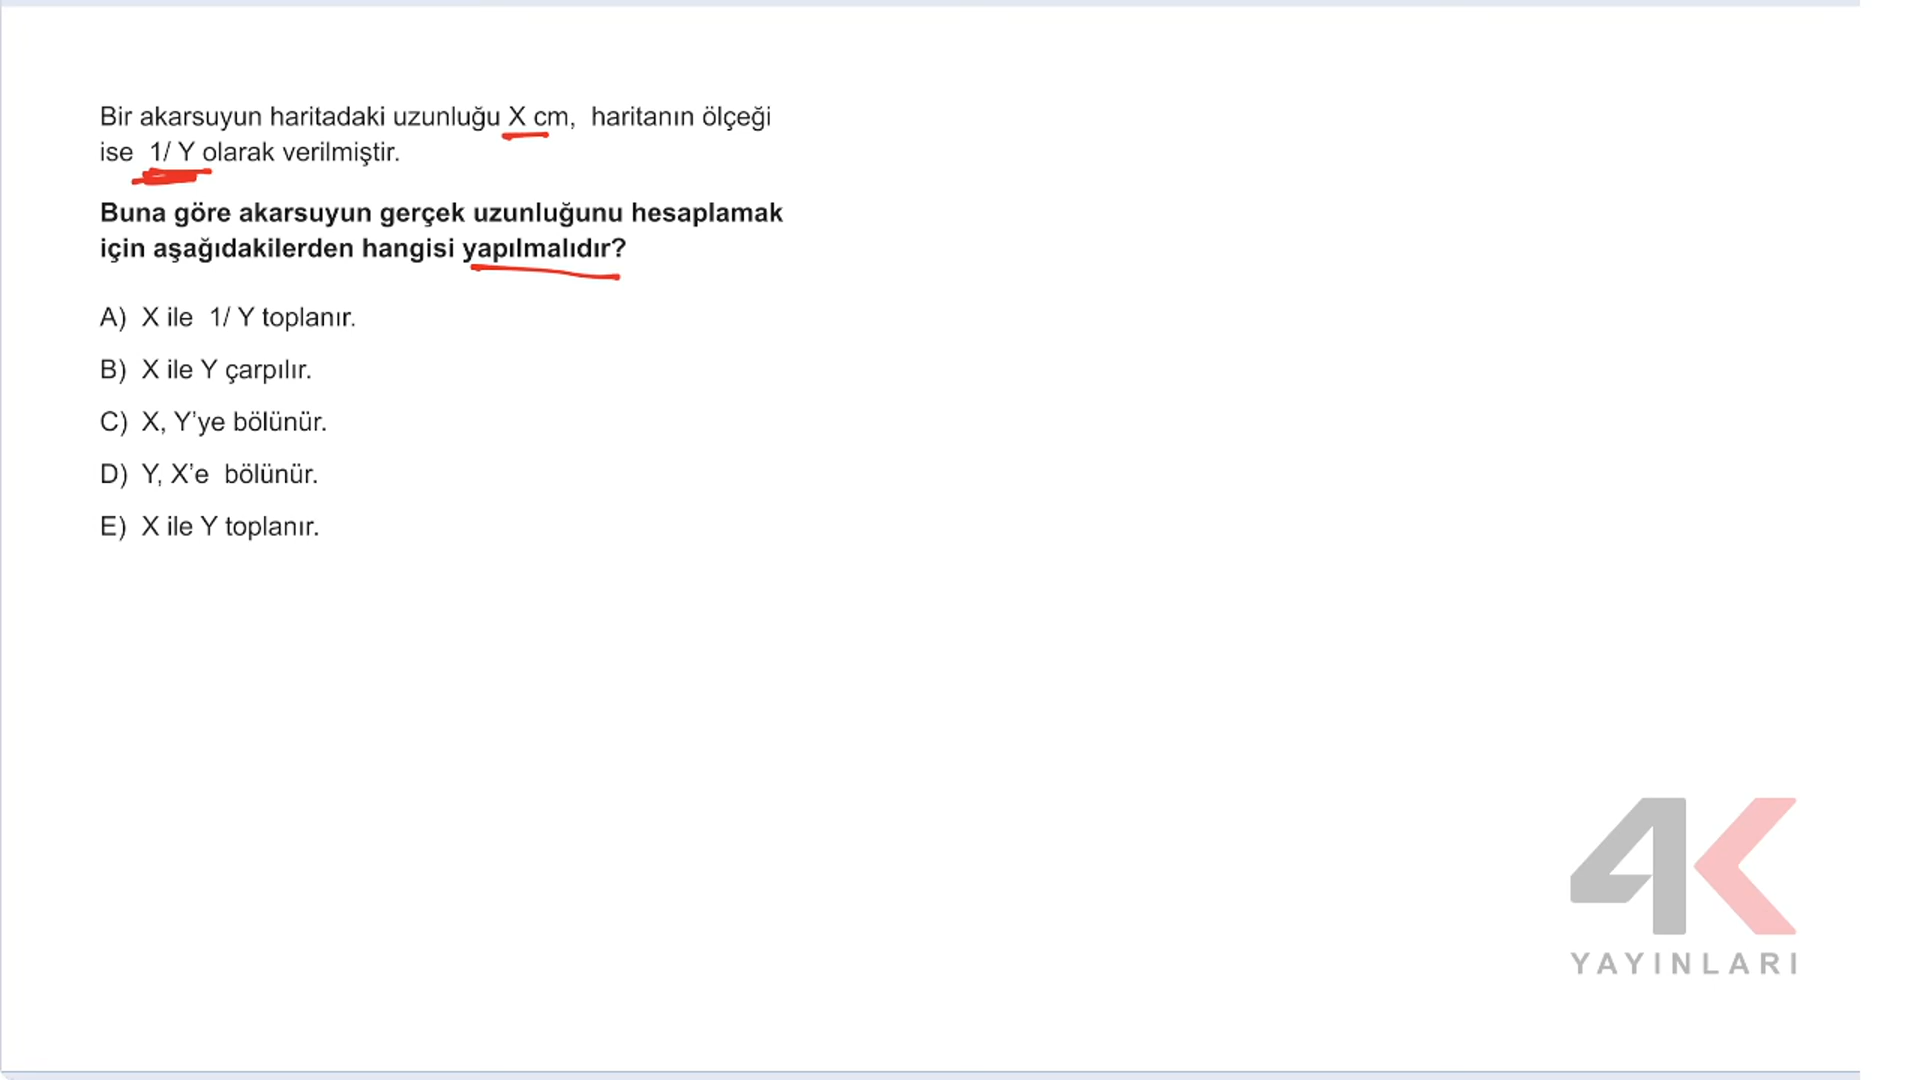 Bir akarsuyun haritadaki uzunluğu X cm, haritanın ölçeği
ise 1/ Y olarak verilmiştir.
Buna göre akarsuyun gerçek uzunluğunu hesaplamak
için aşağıdakilerden hangisi yapılmalıdır?
A) X ile 1/ Y toplanır.
B) X ile Y çarpılır.
C) X, Y’ye bölünür.
D) Y, X’e bölünür.
E) X ile Y toplanır.
4K
YAYINLARI